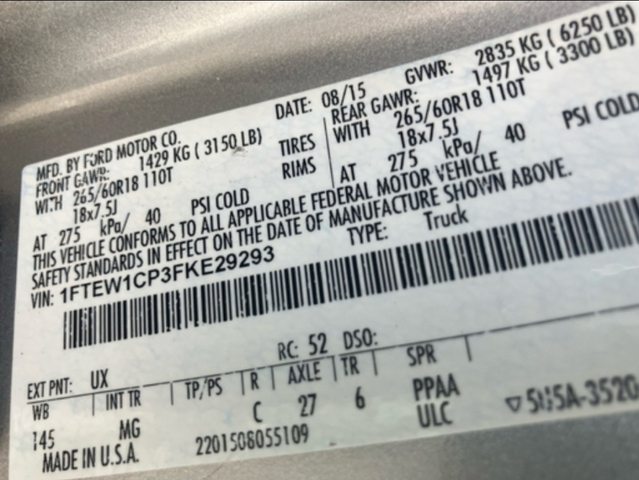 MFD. BY FORD MOTOR CO.
DATE: 08/15
GVWR: 2835 KG ( 6250 LB)
FRONT GAWR: 1429 KG ( 3150 LB)
REAR GAWR: 1497 KG ( 3300 LB)
WITH 265/60R18 110T
TIRES
WITH 265/60R18 110T
18x7.5J
RIMS
18x7.5J
AT 275 kPa/ 40 PSI COLD
AT 275 kPa/ 40 PSI COLD
THIS VEHICLE CONFORMS TO ALL APPLICABLE FEDERAL MOTOR VEHICLE
SAFETY STANDARDS IN EFFECT ON THE DATE OF MANUFACTURE SHOWN ABOVE.
VIN: 1FTEW1CP3FKE29293
TYPE: Truck
EXT PNT: UX RC: 52 DSO:
WB INT TR TP/PS R AXLE TR SPR
145 MG C 27 6 PPAA
ULC
MADE IN U.S.A. 2201508055109